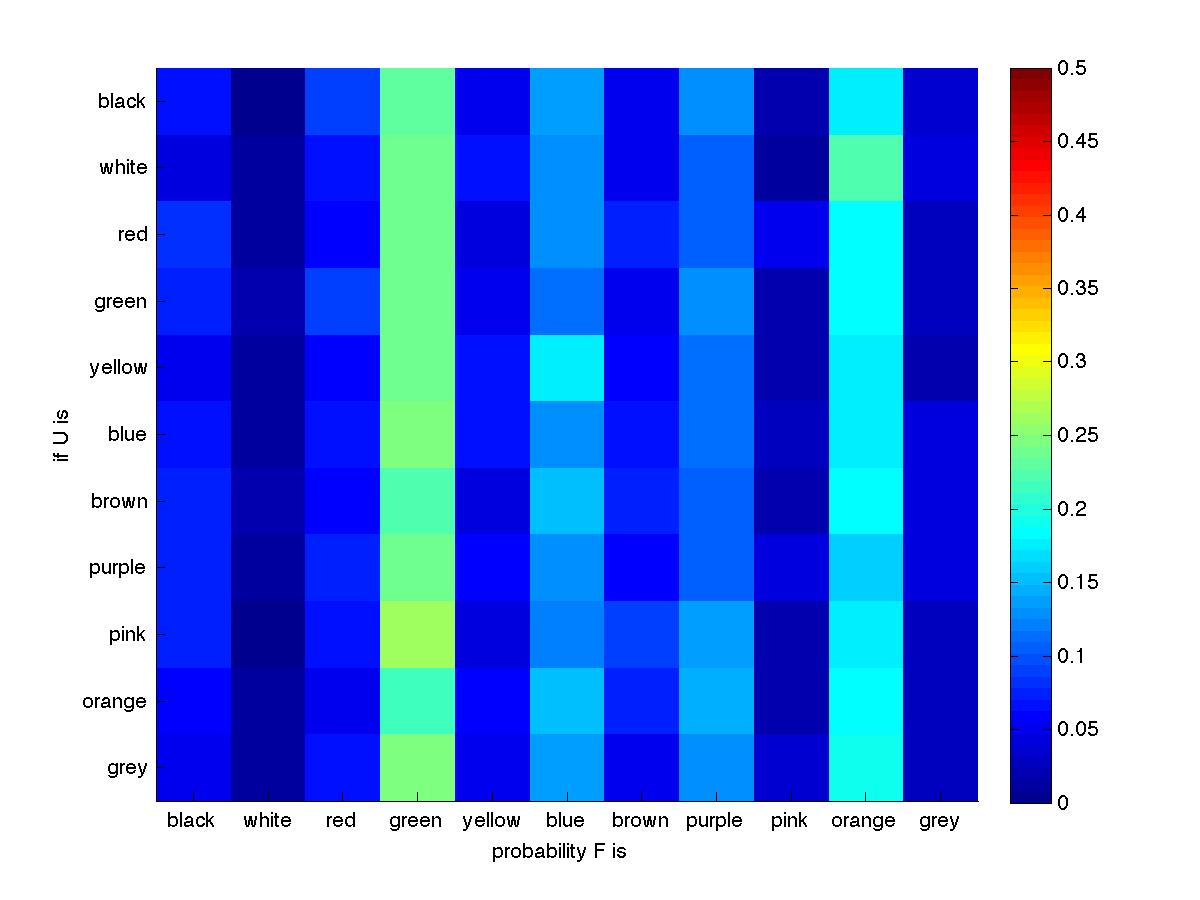 black
white
red
green
yellow
blue
brown
purple
pink
orange
grey
if U is
black white red green yellow blue brown purple pink orange grey
probability F is
0.5
0.45
0.4
0.35
0.3
0.25
0.2
0.15
0.1
0.05
0